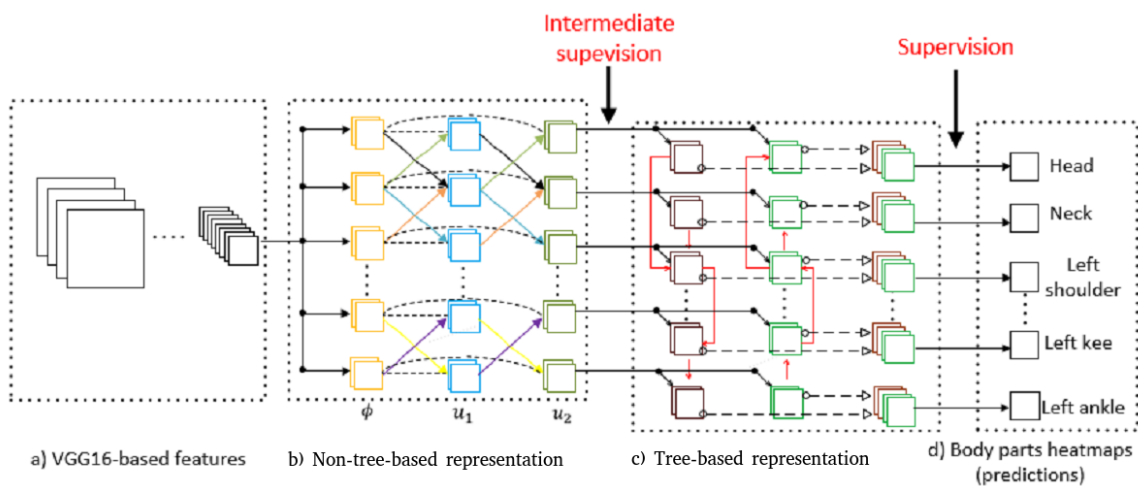 Intermediate
supevision
Supervision
Head
Neck
Left
shoulder
Left kee
Left ankle
ϕ
u₁
u₂
a) VGG16-based features
b) Non-tree-based representation
c) Tree-based representation
d) Body parts heatmaps
(predictions)